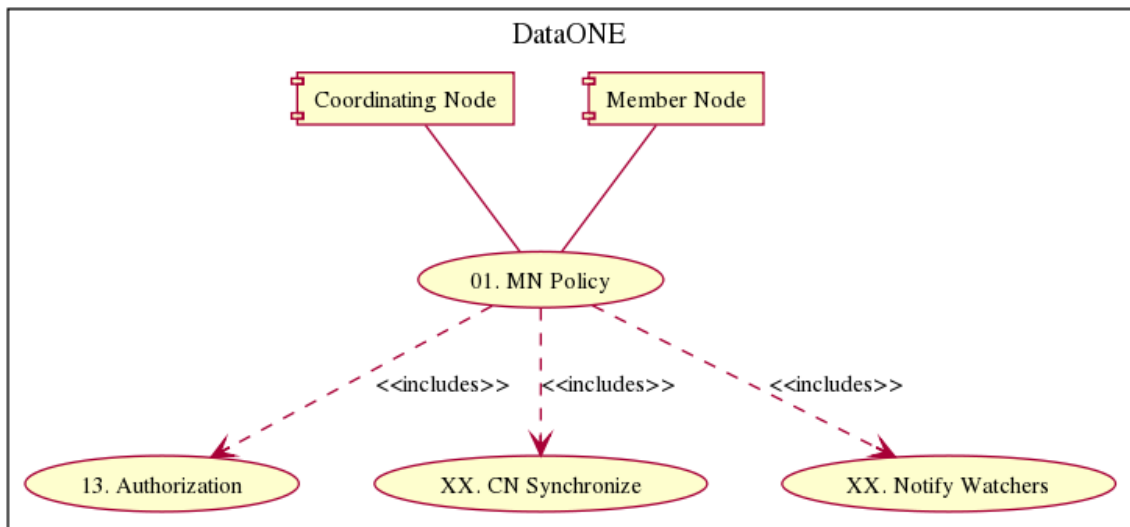 DataONE
Coordinating Node
Member Node
01. MN Policy
<<includes>>
<<includes>>
<<includes>>
13. Authorization
XX. CN Synchronize
XX. Notify Watchers